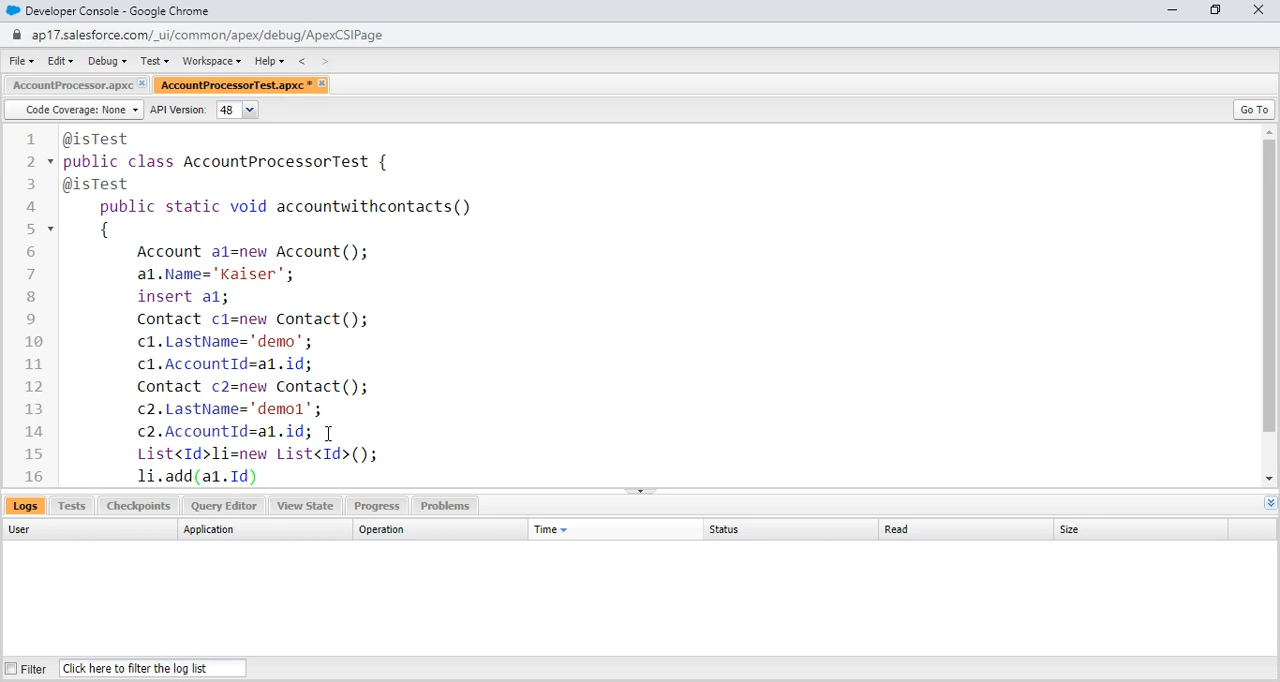 Developer Console - Google Chrome
ap17.salesforce.com/_ui/common/apex/debug/ApexCSIPage
File Edit Debug Test Workspace Help < >
AccountProcessor.apxc AccountProcessorTest.apxc *
Code Coverage: None API Version: 48 Go To
1 @isTest
2 public class AccountProcessorTest {
3 @isTest
4 public static void accountwithcontacts()
5 {
6 Account a1=new Account();
7 a1.Name='Kaiser';
8 insert a1;
9 Contact c1=new Contact();
10 c1.LastName='demo';
11 c1.AccountId=a1.id;
12 Contact c2=new Contact();
13 c2.LastName='demo1';
14 c2.AccountId=a1.id;
15 List<Id>li=new List<Id>();
16 li.add(a1.Id)
Logs Tests Checkpoints Query Editor View State Progress Problems
User Application Operation Time Status Read Size
Filter Click here to filter the log list